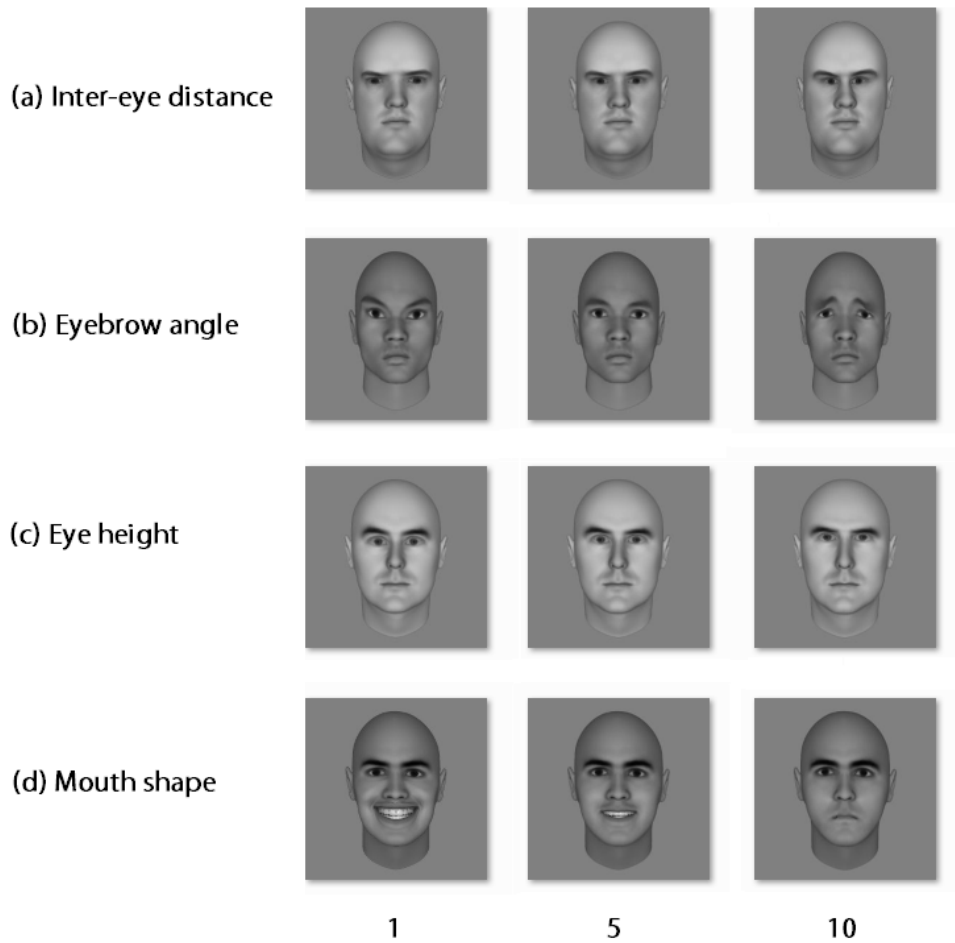 (a) Inter-eye distance
(b) Eyebrow angle
(c) Eye height
(d) Mouth shape
1 5 10